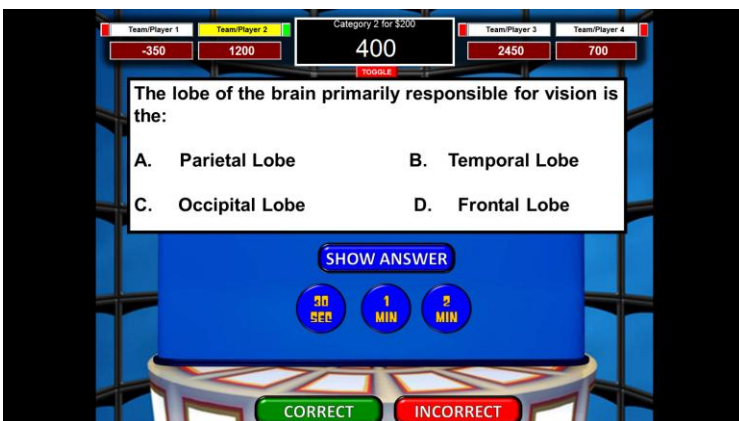 Team/Player 1
Team/Player 2
Category 2 for $200
Team/Player 3
Team/Player 4
-350
1200
400
2450
700
TOGGLE
The lobe of the brain primarily responsible for vision is
the:
A. Parietal Lobe B. Temporal Lobe
C. Occipital Lobe D. Frontal Lobe
SHOW ANSWER
30 SEC
1 MIN
2 MIN
CORRECT
INCORRECT